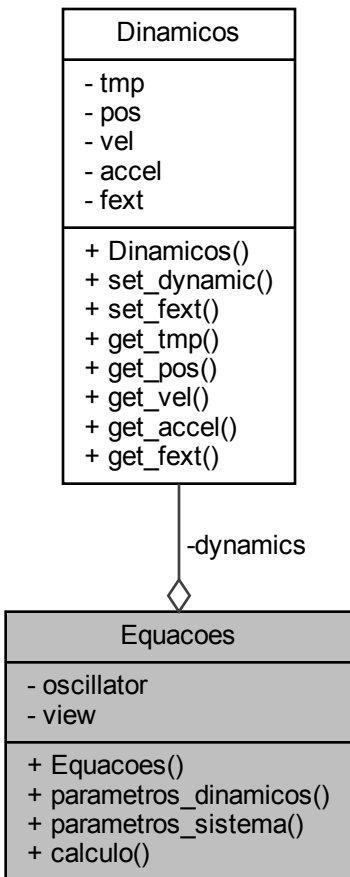 Dinamicos
- tmp
- pos
- vel
- accel
- fext
+ Dinamicos()
+ set_dynamic()
+ set_fext()
+ get_tmp()
+ get_pos()
+ get_vel()
+ get_accel()
+ get_fext()
-dynamics
Equacoes
- oscillator
- view
+ Equacoes()
+ parametros_dinamicos()
+ parametros_sistema()
+ calculo()